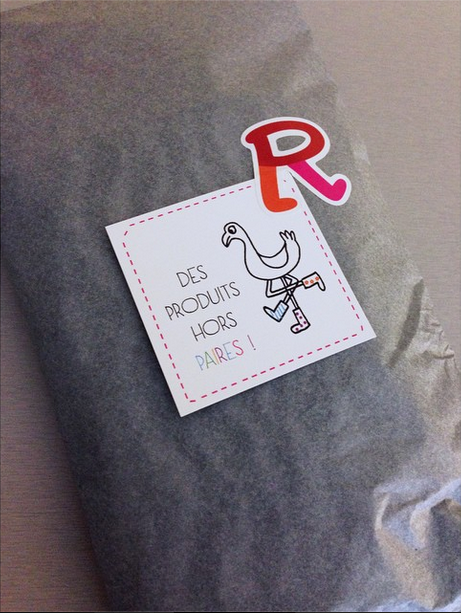 R
DES
PRODUITS
HORS
PAIRES !